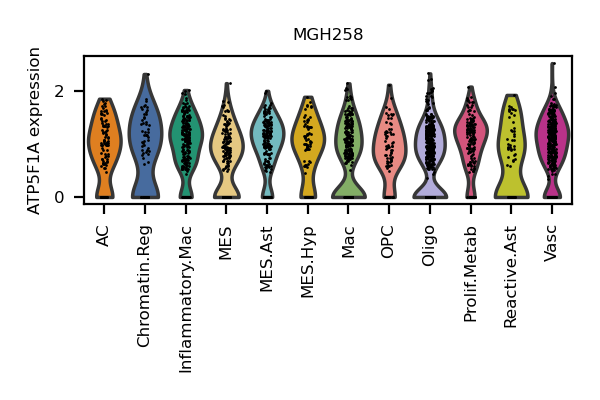 MGH258
ATP5F1A expression
2
0
AC
Chromatin.Reg
Inflammatory.Mac
MES
MES.Ast
MES.Hyp
Mac
OPC
Oligo
Prolif.Metab
Reactive.Ast
Vasc